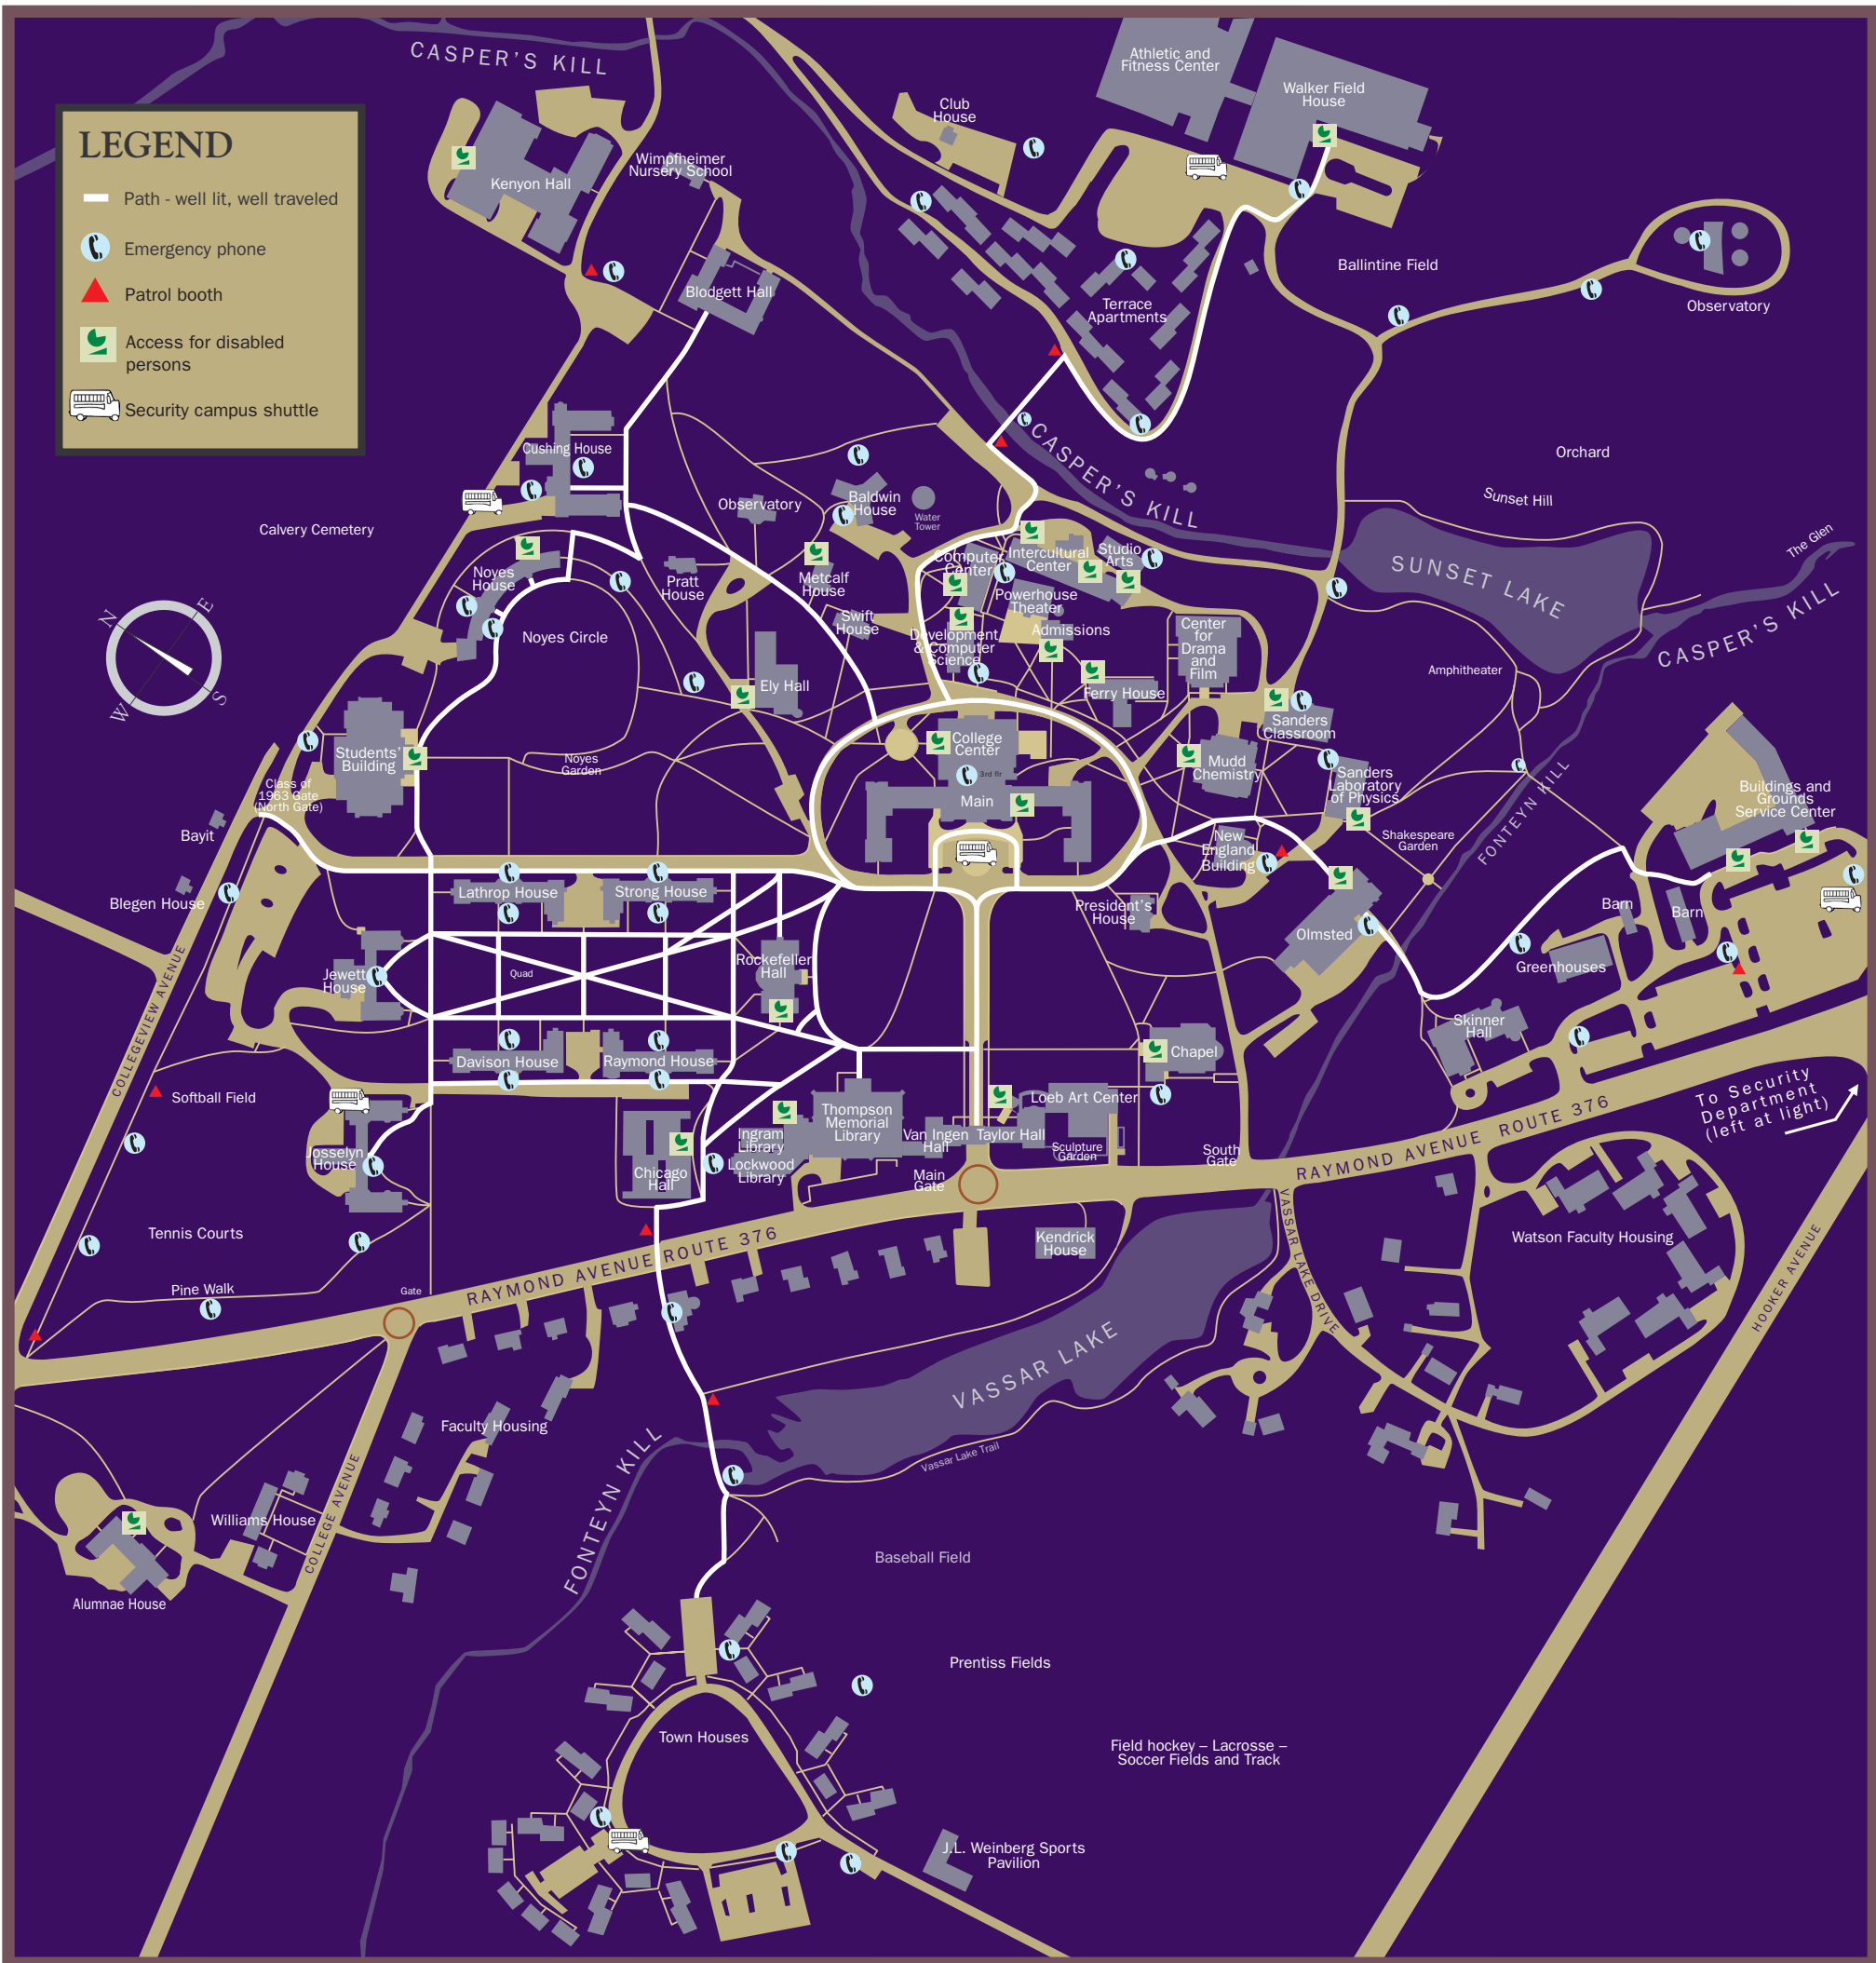 CASPER'S KILL
Athletic and
Fitness Center
Walker Field
House
Club
House
LEGEND
Path - well lit, well traveled
Emergency phone
Patrol booth
Access for disabled
persons
Security campus shuttle
Kenyon Hall
Wimpfheimer
Nursery School
Blodgett Hall
Terrace
Apartments
Ballintine Field
Observatory
Cushing House
CASPER'S KILL
Orchard
Sunset Hill
Calvery Cemetery
Observatory
Baldwin
House
Water
Tower
The Glen
SUNSET LAKE
CASPER'S KILL
N
E
S
W
Noyes
House
Pratt
House
Metcalf
House
Computer
Center
Intercultural
Center
Studio
Arts
Powerhouse
Theater
Noyes Circle
Swift
House
Development
& Computer
Science
Admissions
Center
for
Drama
and
Film
Amphitheater
Ely Hall
Ferry House
Sanders
Classroom
Students'
Building
Noyes
Garden
College
Center
3rd flr
Main
Mudd
Chemistry
Sanders
Laboratory
of Physics
FONTEYN KILL
Buildings and
Grounds
Service Center
Class of
1963 Gate
(North Gate)
Bayit
New
England
Building
Shakespeare
Garden
Blegen House
Lathrop House
Strong House
President's
House
Olmsted
Barn
Barn
COLLEGEVIEW AVENUE
Jewett
House
Quad
Rockefeller
Hall
Greenhouses
Skinner
Hall
Davison House
Raymond House
Chapel
Softball Field
Thompson
Memorial
Library
Loeb Art Center
To Security
Department
(left at light)
Josselyn
House
Chicago
Hall
Ingram
Library
Lockwood
Library
Van Ingen
Hall
Taylor Hall
Sculpture
Garden
South
Gate
RAYMOND AVENUE ROUTE 376
Main
Gate
Tennis Courts
Kendrick
House
Watson Faculty Housing
VASSAR LAKE DRIVE
HOOKER AVENUE
Pine Walk
Gate
RAYMOND AVENUE ROUTE 376
VASSAR LAKE
Faculty Housing
Vassar Lake Trail
FONTEYN KILL
COLLEGE AVENUE
Williams House
Alumnae House
Baseball Field
Prentiss Fields
Town Houses
Field hockey – Lacrosse –
Soccer Fields and Track
J.L. Weinberg Sports
Pavilion